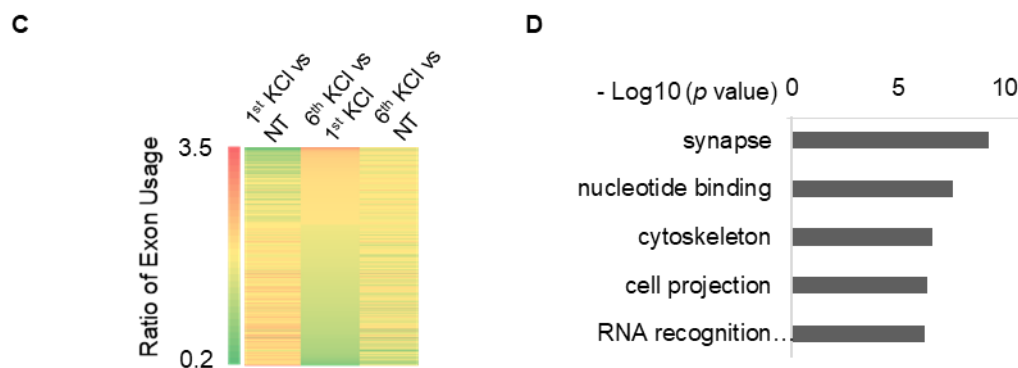 C
D
1st KCl vs
NT
6th KCl vs
1st KCl
6th KCl vs
NT
3.5
Ratio of Exon Usage
0.2
- Log10 (p value)
0 5 10
synapse
nucleotide binding
cytoskeleton
cell projection
RNA recognition…